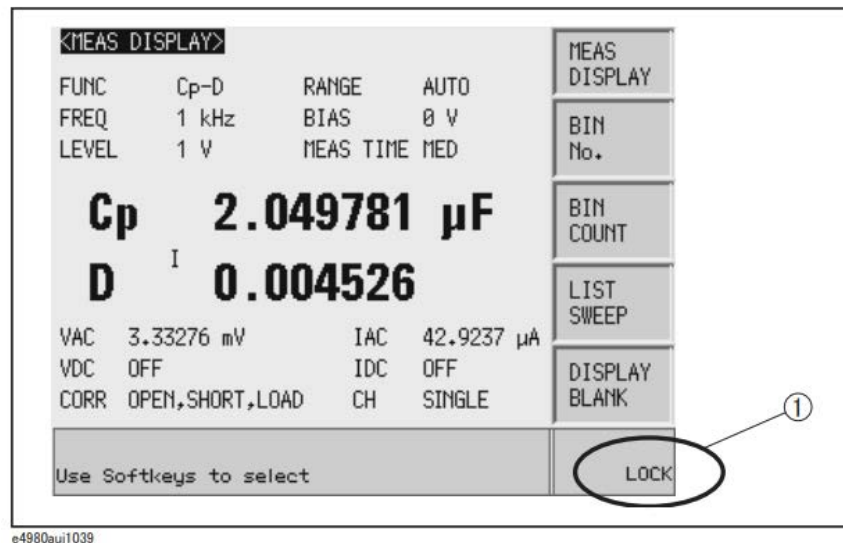 <MEAS DISPLAY>
FUNC Cp-D RANGE AUTO
FREQ 1 kHz BIAS 0 V
LEVEL 1 V MEAS TIME MED
Cp 2.049781 µF
D 0.004526
VAC 3.33276 mV IAC 42.9237 µA
VDC OFF IDC OFF
CORR OPEN,SHORT,LOAD CH SINGLE
Use Softkeys to select
MEAS
DISPLAY
BIN
No.
BIN
COUNT
LIST
SWEEP
DISPLAY
BLANK
LOCK
①
e4980auj1039